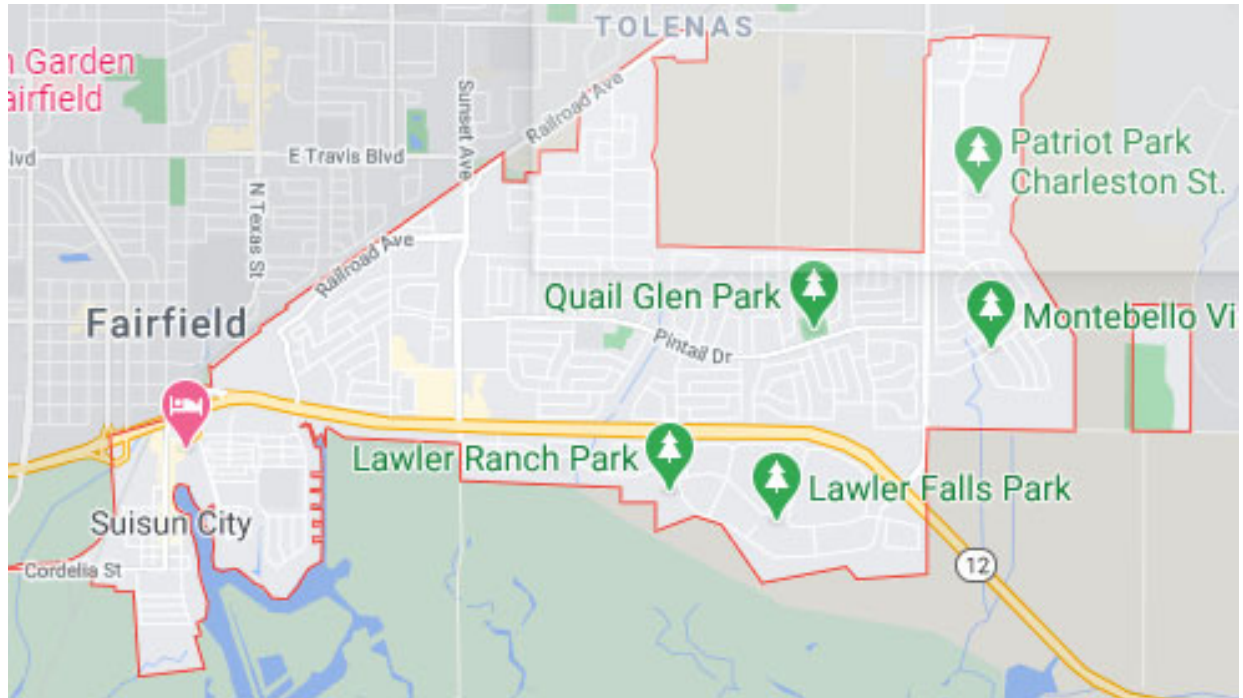 TOLENAS
n Garden
airfield
Sunset Ave
Railroad Ave
Blvd
E Travis Blvd
Patriot Park
Charleston St.
N Texas St
Railroad Ave
Quail Glen Park
Fairfield
Montebello Vi
Pintail Dr
Lawler Ranch Park
Lawler Falls Park
Suisun City
Cordelia St
12